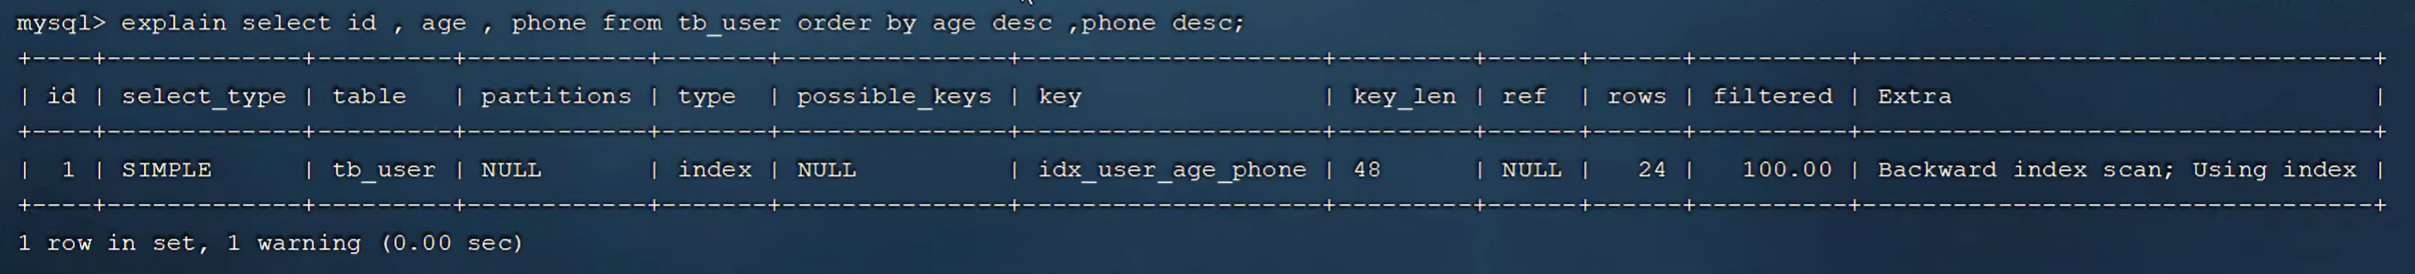 mysql> explain select id , age , phone from tb_user order by age desc ,phone desc;
+----+-------------+---------+------------+-------+---------------+--------------------+---------+------+------+----------+----------------------------------+
| id | select_type | table   | partitions | type  | possible_keys | key                | key_len | ref  | rows | filtered | Extra                            |
+----+-------------+---------+------------+-------+---------------+--------------------+---------+------+------+----------+----------------------------------+
|  1 | SIMPLE      | tb_user | NULL       | index | NULL          | idx_user_age_phone | 48      | NULL |   24 |   100.00 | Backward index scan; Using index |
+----+-------------+---------+------------+-------+---------------+--------------------+---------+------+------+----------+----------------------------------+
1 row in set, 1 warning (0.00 sec)